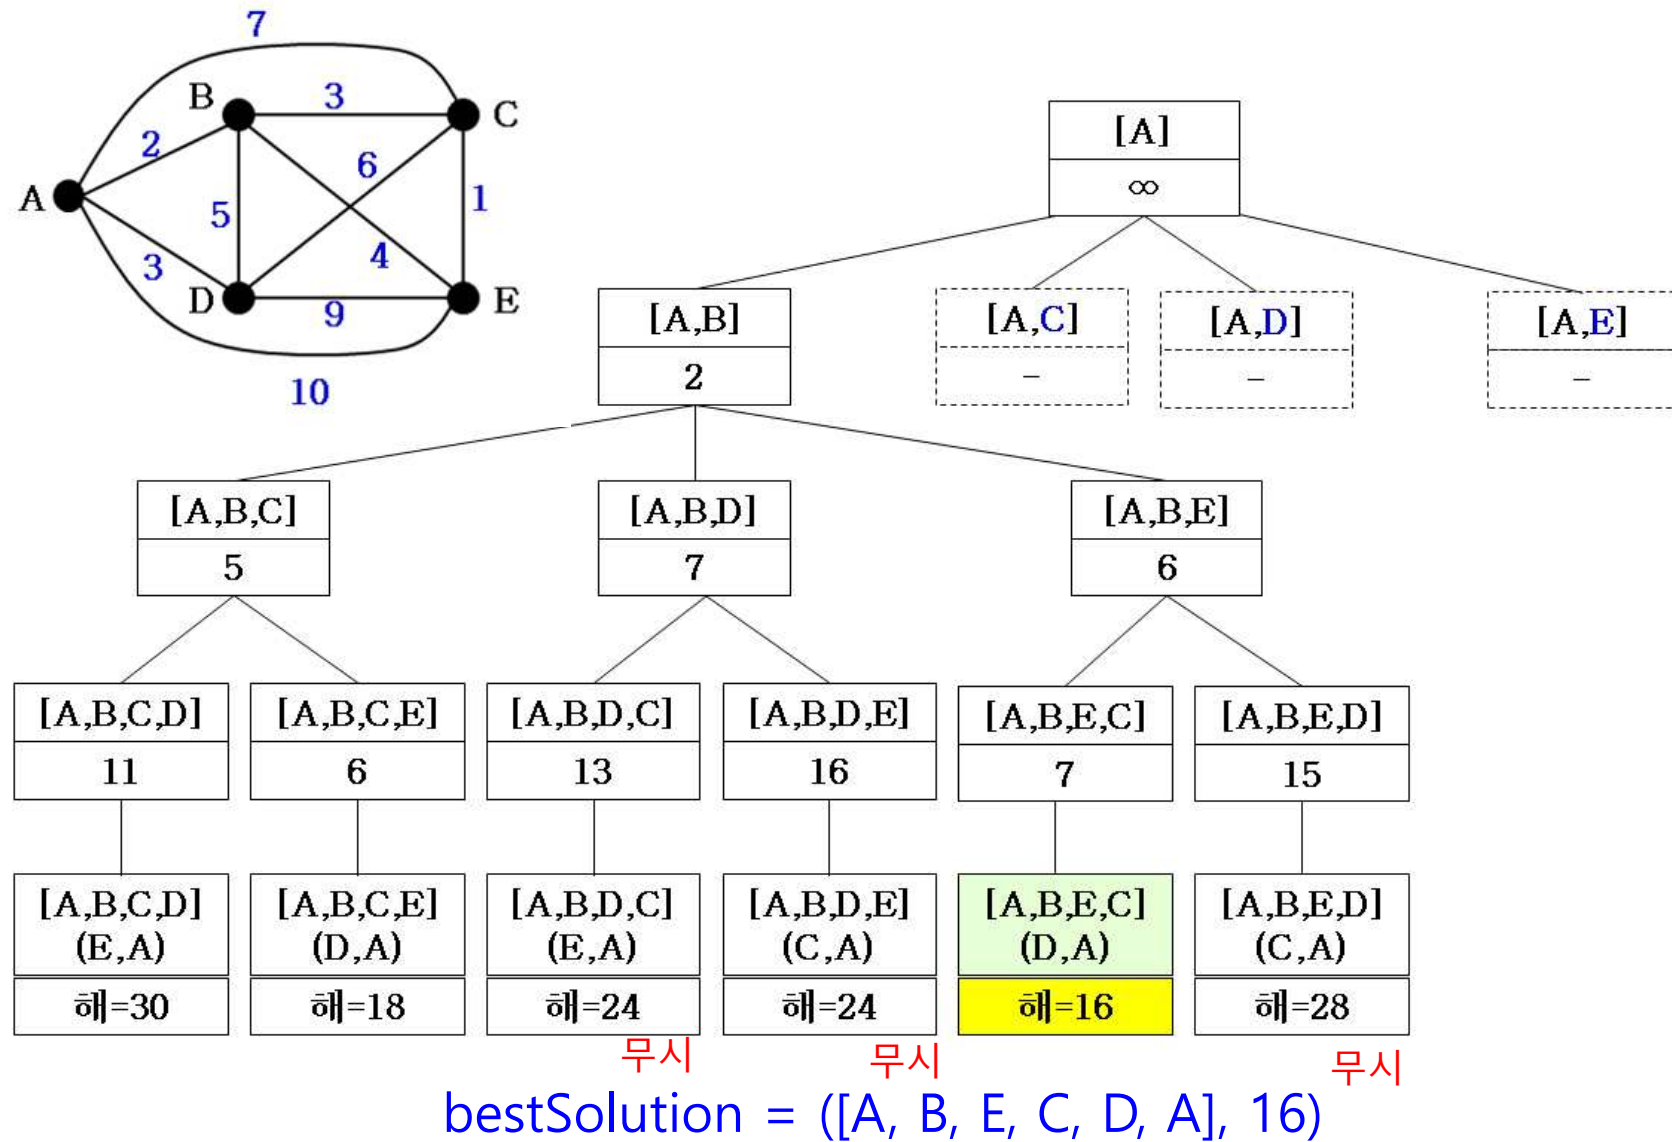 7
B
3
C
2
6
A
5
1
4
3
D
9
E
10
[A]
∞
[A,B]
2
[A,C]
–
[A,D]
–
[A,E]
–
[A,B,C]
5
[A,B,D]
7
[A,B,E]
6
[A,B,C,D]
11
[A,B,C,E]
6
[A,B,D,C]
13
[A,B,D,E]
16
[A,B,E,C]
7
[A,B,E,D]
15
[A,B,C,D]
(E,A)
해=30
[A,B,C,E]
(D,A)
해=18
[A,B,D,C]
(E,A)
해=24
무시
[A,B,D,E]
(C,A)
해=24
무시
[A,B,E,C]
(D,A)
해=16
[A,B,E,D]
(C,A)
해=28
무시
bestSolution = ([A, B, E, C, D, A], 16)